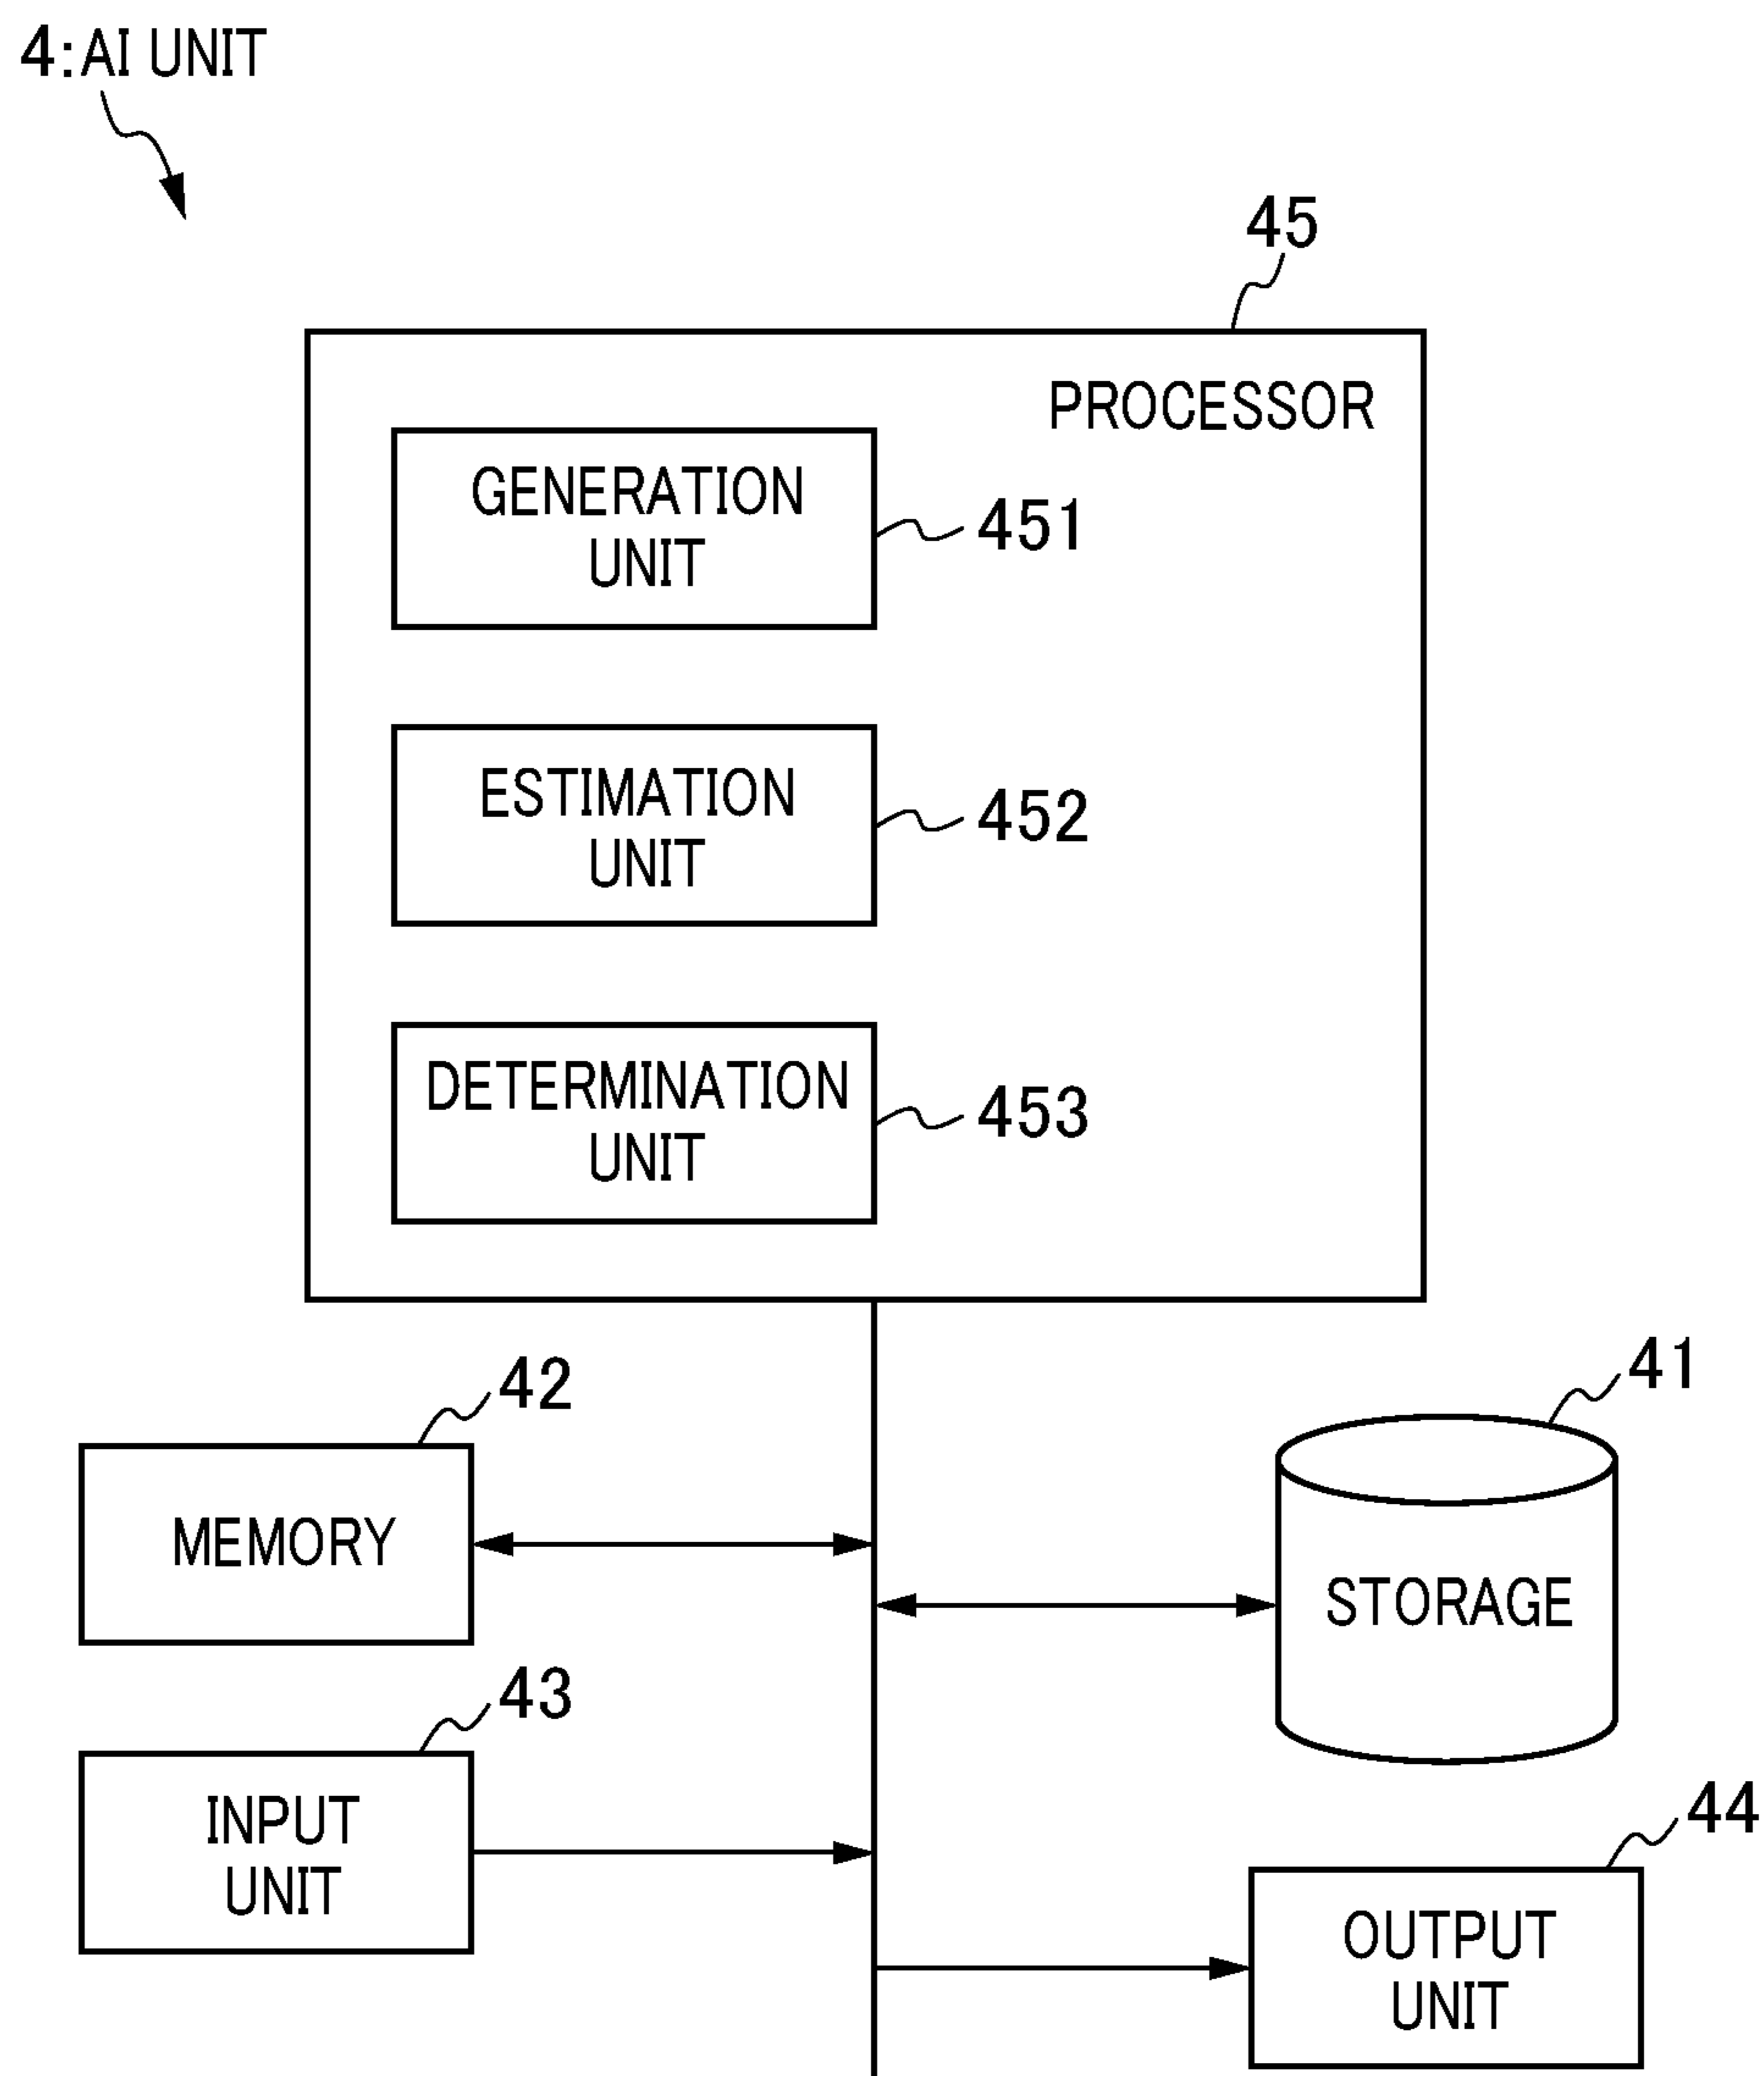 4:AI UNIT
45
PROCESSOR
GENERATION
UNIT
451
ESTIMATION
UNIT
452
DETERMINATION
UNIT
453
42
MEMORY
41
STORAGE
43
INPUT
UNIT
44
OUTPUT
UNIT